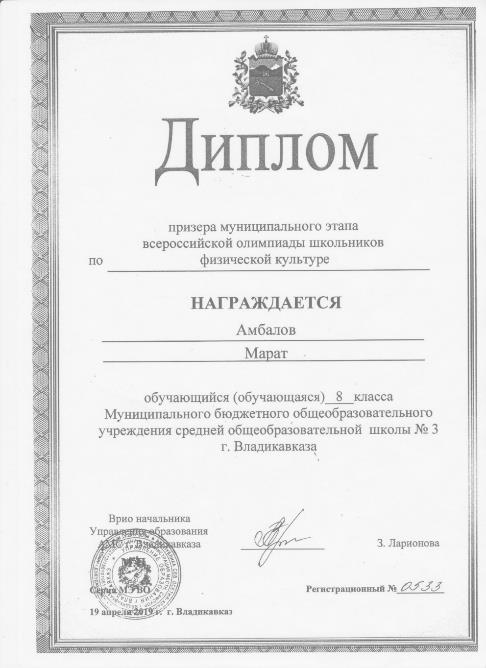 Диплом
призера муниципального этапа
всероссийской олимпиады школьников
по физической культуре
НАГРАЖДАЕТСЯ
Амбалов
Марат
обучающийся (обучающаяся) 8 класса
Муниципального бюджетного общеобразовательного
учреждения средней общеобразовательной школы № 3
г. Владикавказа
Врио начальника
Управления образования
АМС г. Владикавказа
З. Ларионова
Серия МЭ ВО
Регистрационный № 0533
19 апреля 2019 г. г. Владикавказ